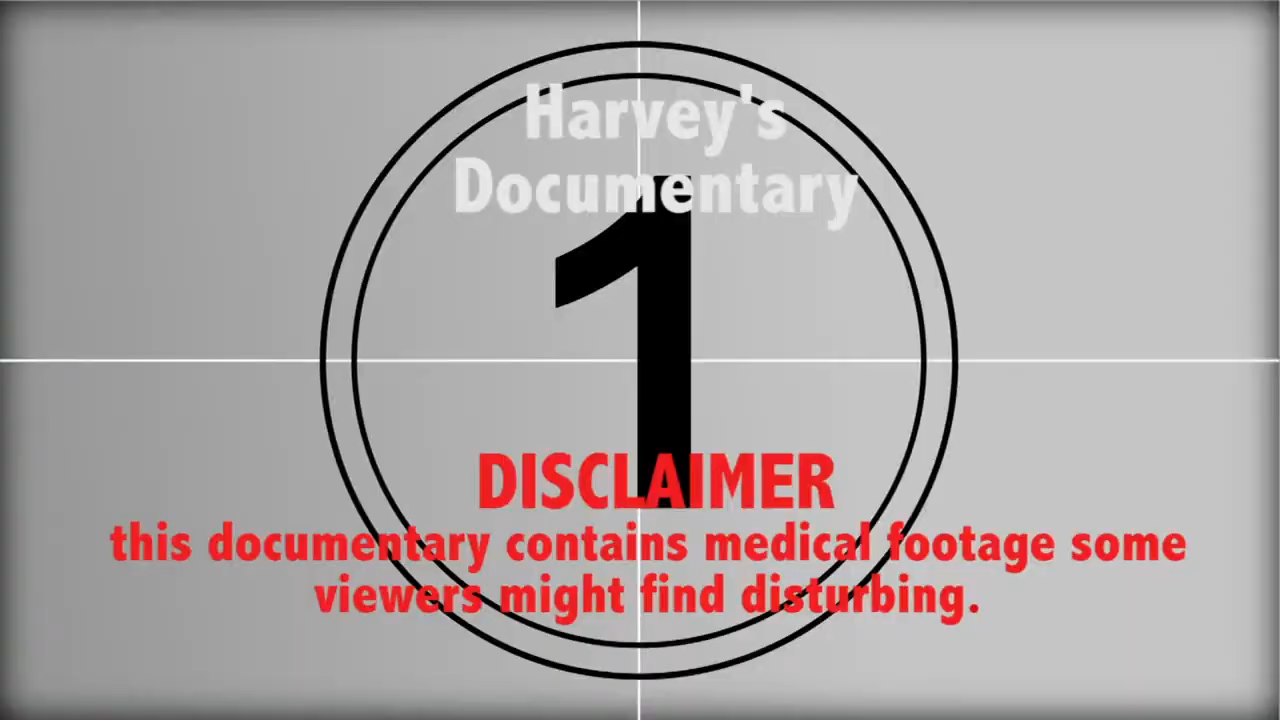 Harvey's
Documentary
1
DISCLAIMER
this documentary contains medical footage some
viewers might find disturbing.